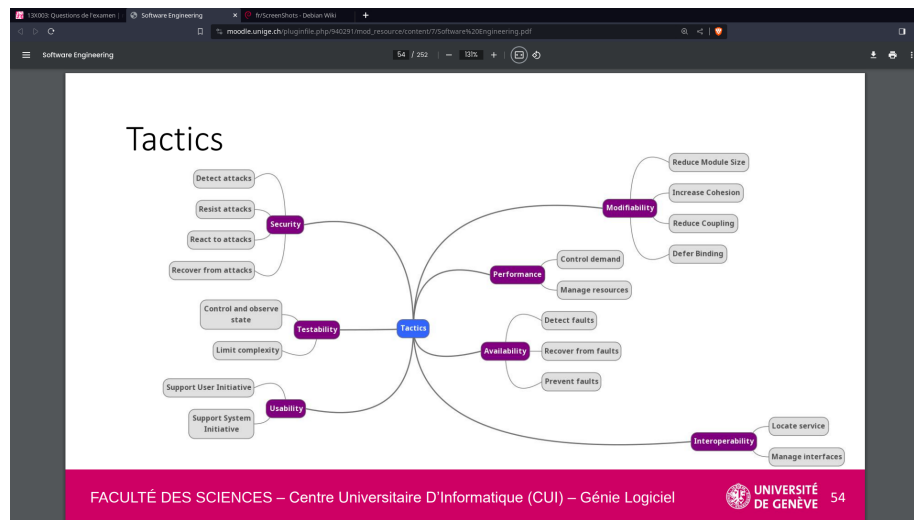 13X003: Questions de l'examen |
Software Engineering
fr/ScreenShots - Debian Wiki
moodle.unige.ch/pluginfile.php/940291/mod_resource/content/7/Software%20Engineering.pdf
Software Engineering
54 / 252
131%
Tactics
Detect attacks
Resist attacks
React to attacks
Recover from attacks
Security
Control and observe
state
Limit complexity
Testability
Support User Initiative
Support System
Initiative
Usability
Tactics
Modifiability
Reduce Module Size
Increase Cohesion
Reduce Coupling
Defer Binding
Performance
Control demand
Manage resources
Availability
Detect faults
Recover from faults
Prevent faults
Interoperability
Locate service
Manage interfaces
FACULTÉ DES SCIENCES – Centre Universitaire D'Informatique (CUI) – Génie Logiciel
UNIVERSITÉ
DE GENÈVE
54